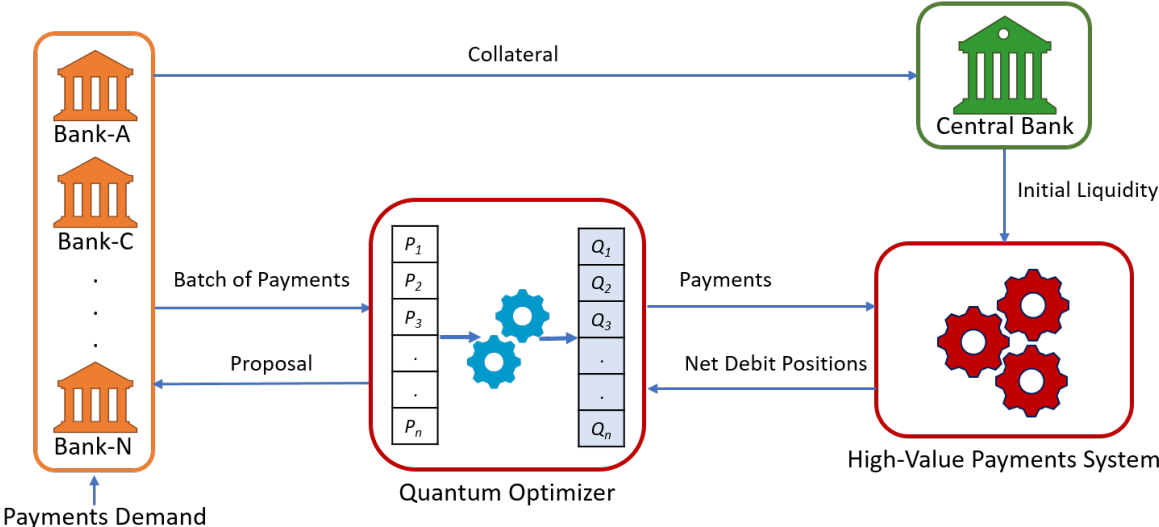 Collateral
Bank-A
Central Bank
Initial Liquidity
Bank-C
.
.
.
Batch of Payments
Proposal
Bank-N
Payments Demand
P1
P2
P3
.
.
Pn
Q1
Q2
Q3
.
.
Qn
Quantum Optimizer
Payments
Net Debit Positions
High-Value Payments System